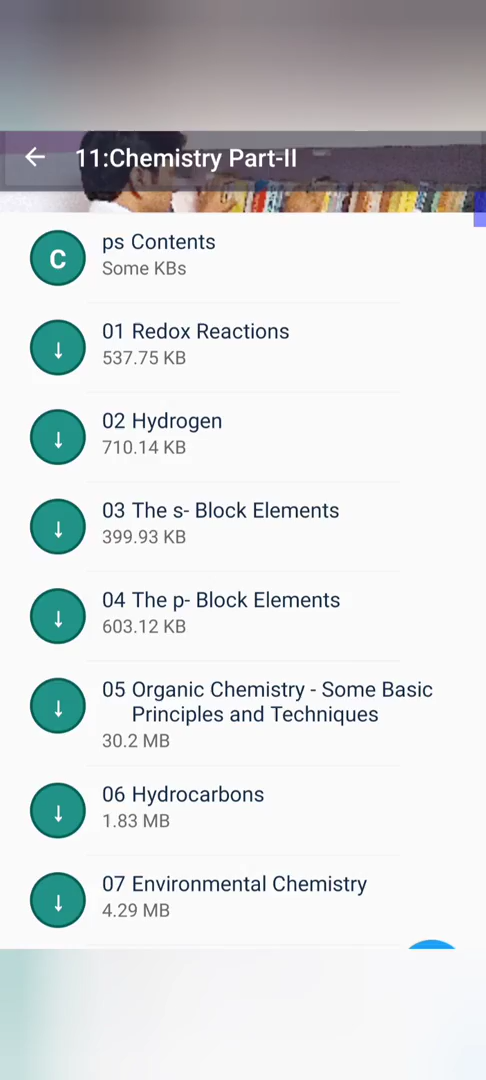 11:Chemistry Part-II
C
ps Contents
Some KBs
01 Redox Reactions
537.75 KB
02 Hydrogen
710.14 KB
03 The s- Block Elements
399.93 KB
04 The p- Block Elements
603.12 KB
05 Organic Chemistry - Some Basic
Principles and Techniques
30.2 MB
06 Hydrocarbons
1.83 MB
07 Environmental Chemistry
4.29 MB